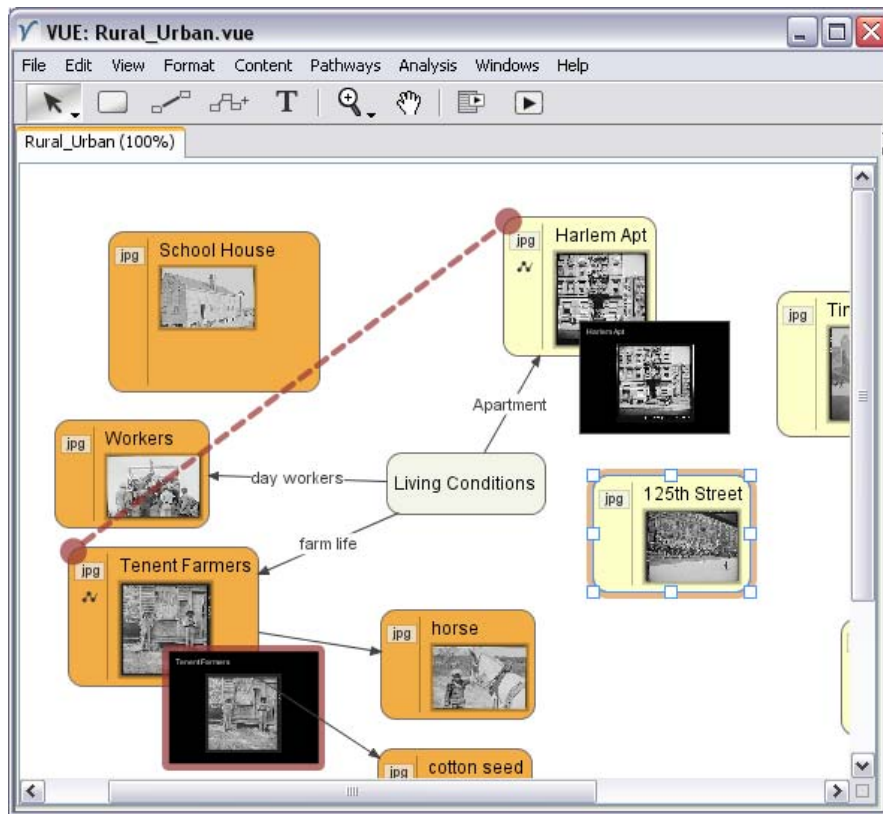 VUE: Rural_Urban.vue
File Edit View Format Content Pathways Analysis Windows Help
T
Rural_Urban (100%)
jpg School House
jpg Harlem Apt
Harlem Apt
jpg Tin
Apartment
jpg Workers
day workers
Living Conditions
jpg 125th Street
farm life
jpg Tenent Farmers
TenentFarmers
jpg horse
jpg cotton seed